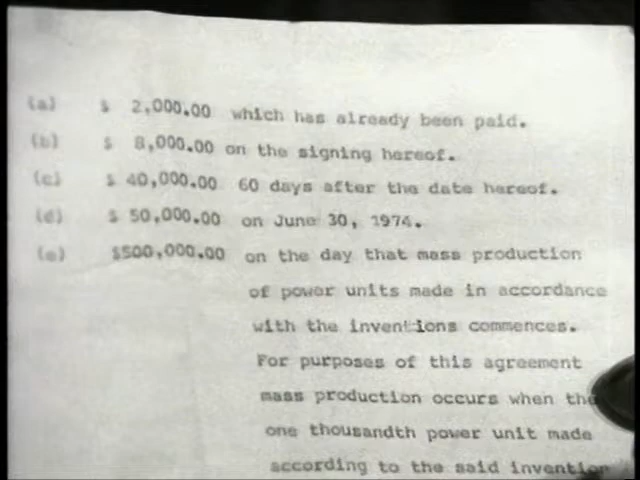 (a) $ 2,000.00 which has already been paid.
(b) $ 8,000.00 on the signing hereof.
(c) $ 40,000.00 60 days after the date hereof.
(d) $ 50,000.00 on June 30, 1974.
(e) $500,000.00 on the day that mass production
of power units made in accordance
with the inventions commences.
For purposes of this agreement
mass production occurs when the
one thousandth power unit made
according to the said invention